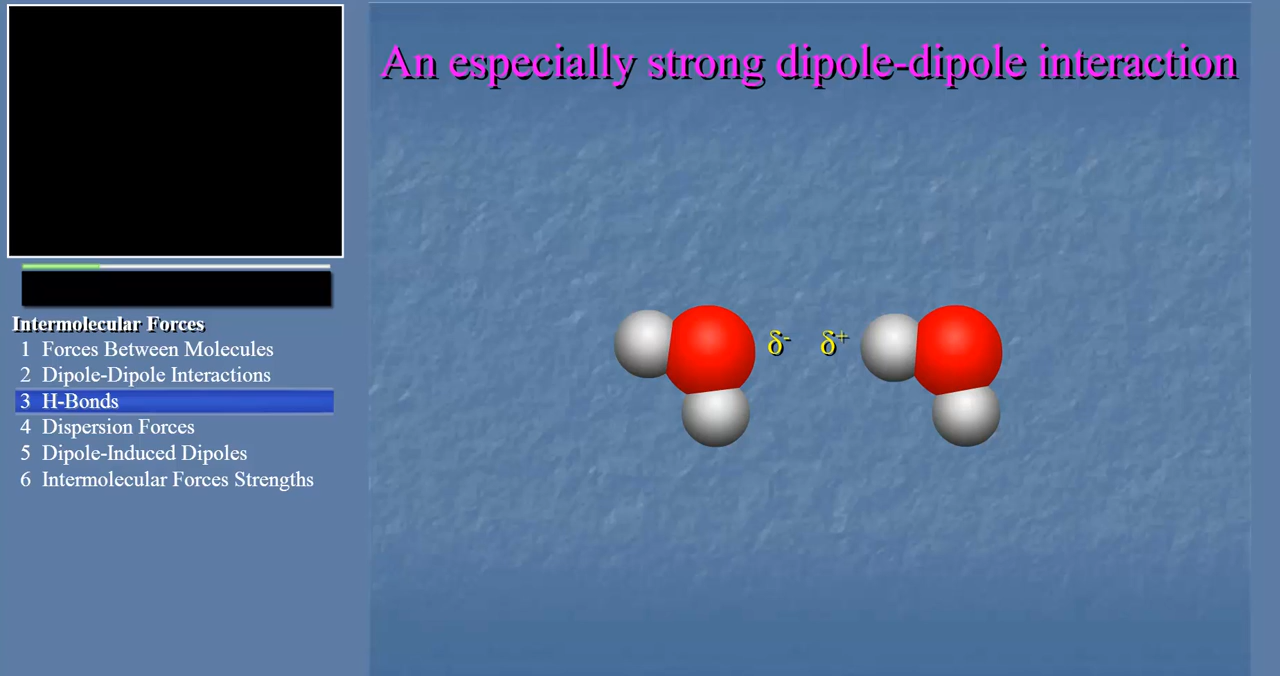 An especially strong dipole-dipole interaction
δ- δ+
Intermolecular Forces
1 Forces Between Molecules
2 Dipole-Dipole Interactions
3 H-Bonds
4 Dispersion Forces
5 Dipole-Induced Dipoles
6 Intermolecular Forces Strengths